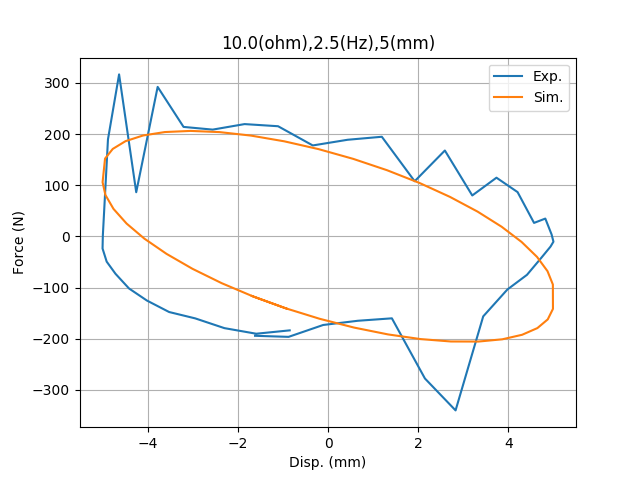 10.0(ohm),2.5(Hz),5(mm)
Exp.
Sim.
300
200
100
0
−100
−200
−300
Force (N)
−4 −2 0 2 4
Disp. (mm)